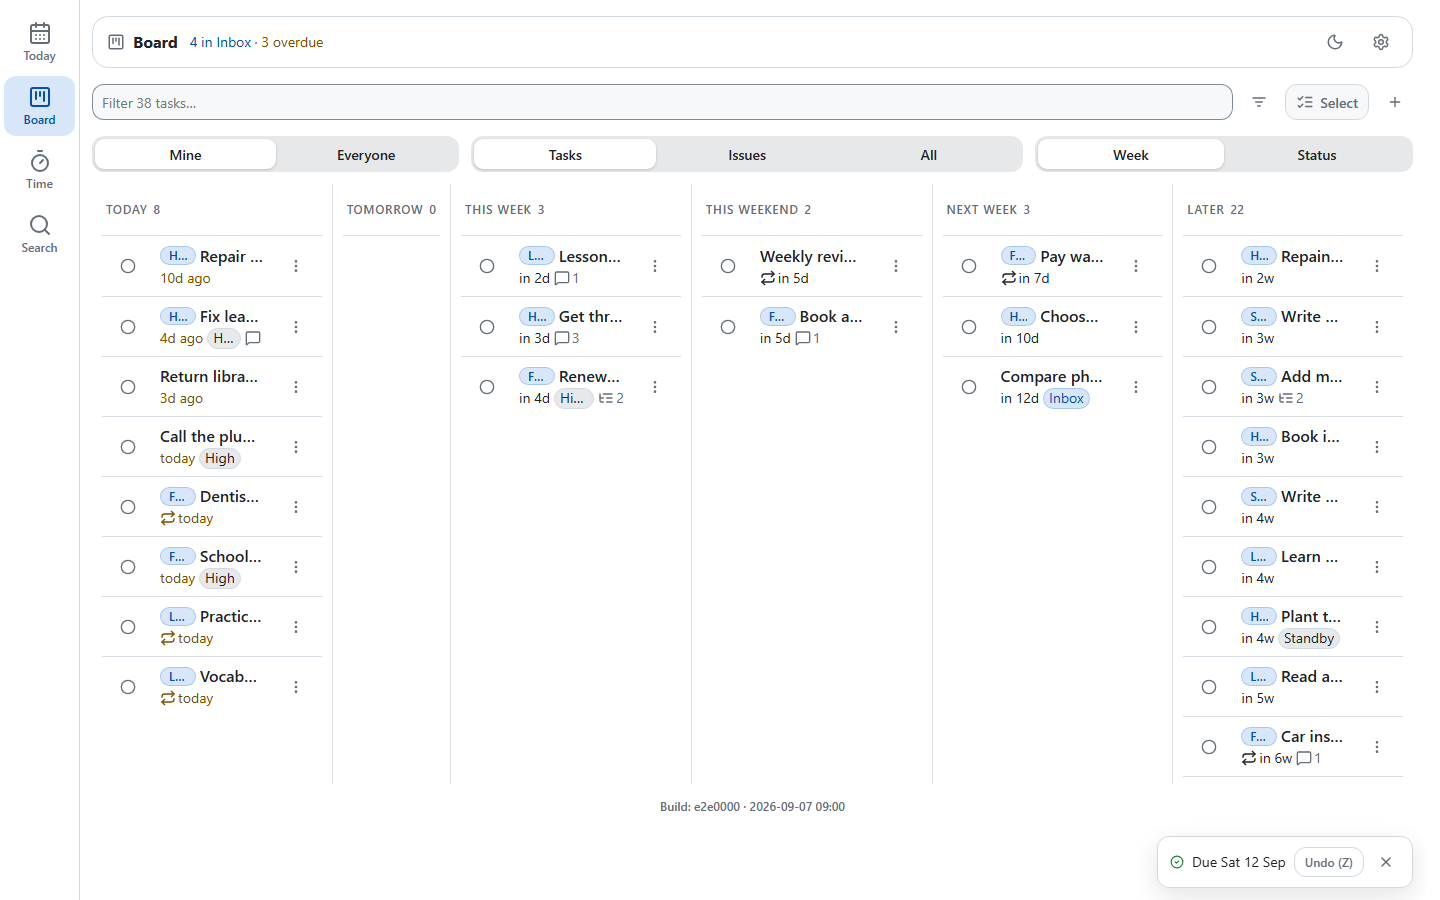 Today
Board
Time
Search
Board 4 in Inbox · 3 overdue
Filter 38 tasks...
Select
Mine Everyone
Tasks Issues All
Week Status
TODAY 8
H... Repair ...
10d ago
H... Fix lea...
4d ago H...
Return libra...
3d ago
Call the plu...
today High
F... Dentis...
today
F... School...
today High
L... Practic...
today
L... Vocab...
today
TOMORROW 0
THIS WEEK 3
L... Lesson...
in 2d 1
H... Get thr...
in 3d 3
F... Renew...
in 4d Hi... 2
THIS WEEKEND 2
Weekly revi...
in 5d
F... Book a...
in 5d 1
NEXT WEEK 3
F... Pay wa...
in 7d
H... Choos...
in 10d
Compare ph...
in 12d Inbox
LATER 22
H... Repain...
in 2w
S... Write ...
in 3w
S... Add m...
in 3w 2
H... Book i...
in 3w
S... Write ...
in 4w
L... Learn ...
in 4w
H... Plant t...
in 4w Standby
L... Read a...
in 5w
F... Car ins...
in 6w 1
Build: e2e0000 · 2026-09-07 09:00
Due Sat 12 Sep Undo (Z)